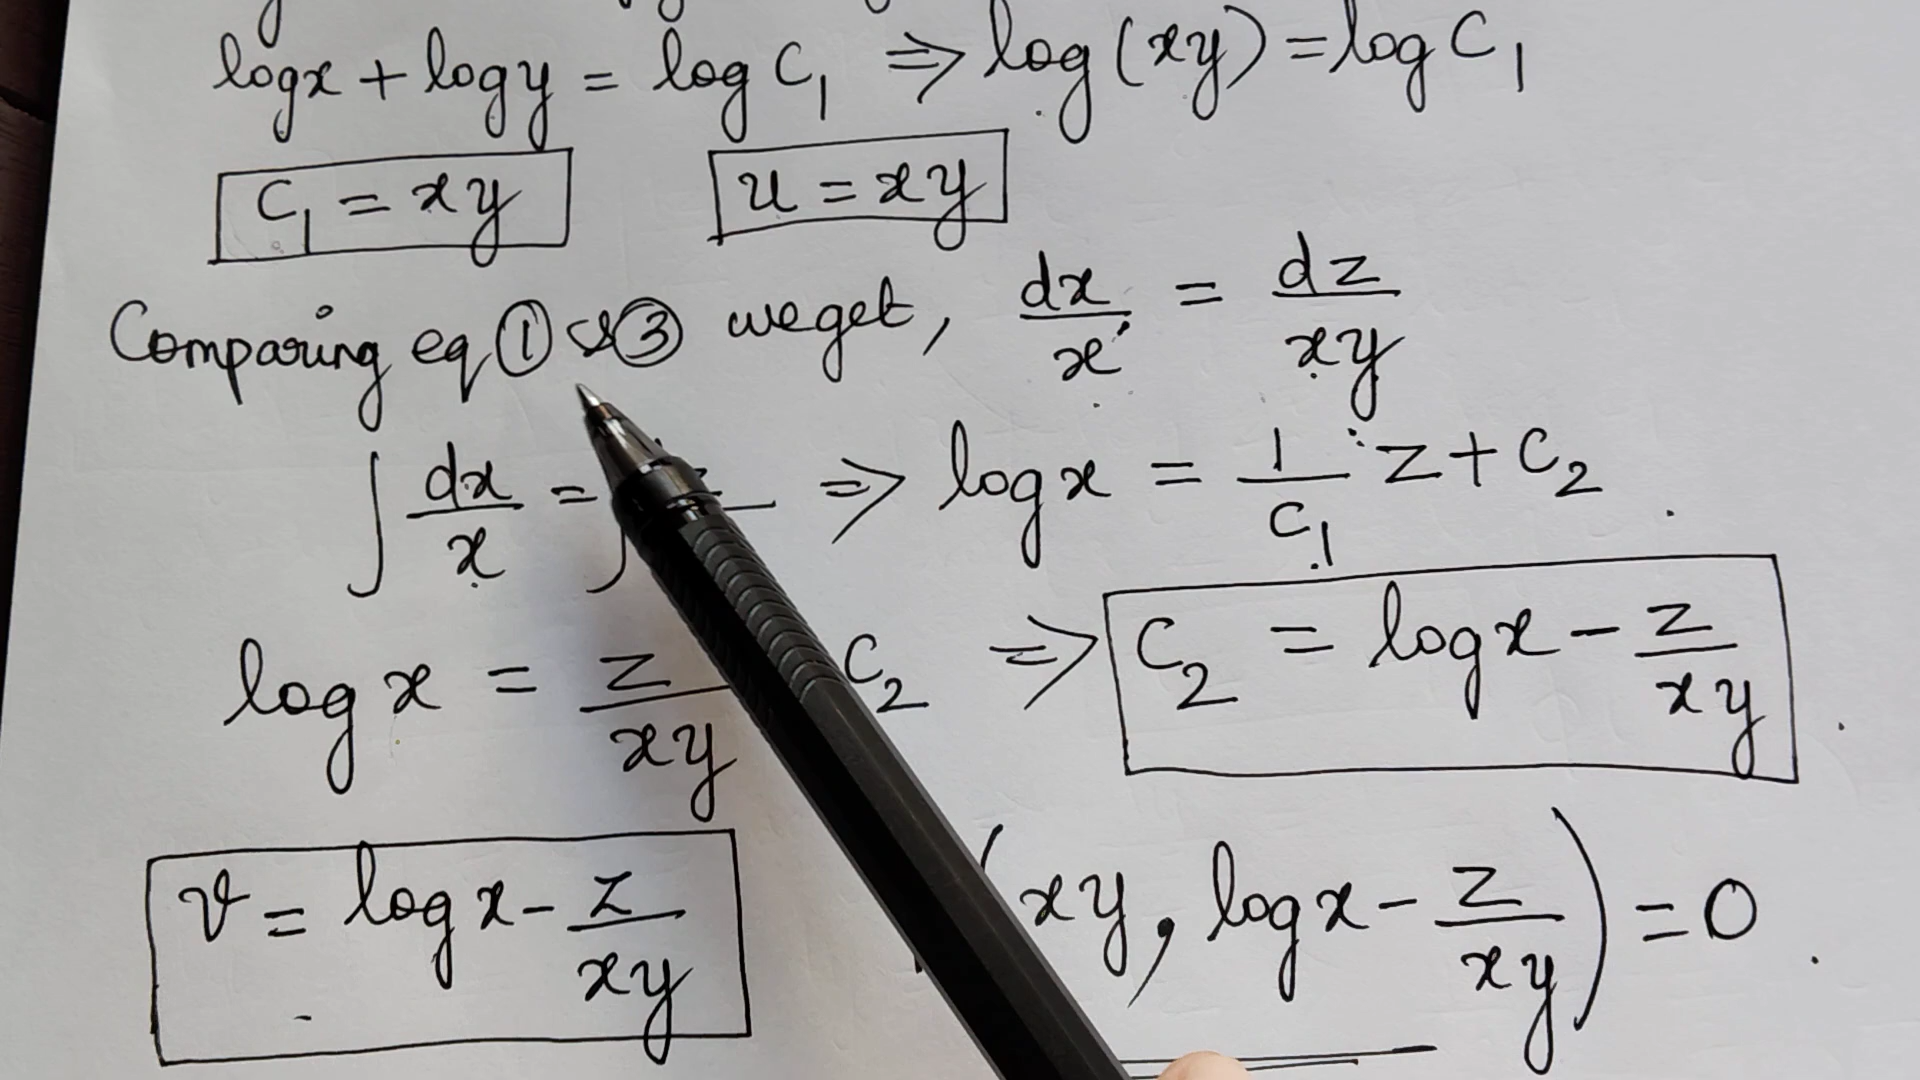 log x + log y = log C₁ ⇒ log (xy) = log C₁
C₁ = xy
u = xy
Comparing eq ① & ③ we get, dx/x = dz/xy
∫ dx/x = ∫ ⇒ log x = 1/C₁ z + C₂
log x = z/xy C₂ ⇒ C₂ = log x - z/xy
v = log x - z/xy
(xy, log x - z/xy) = 0